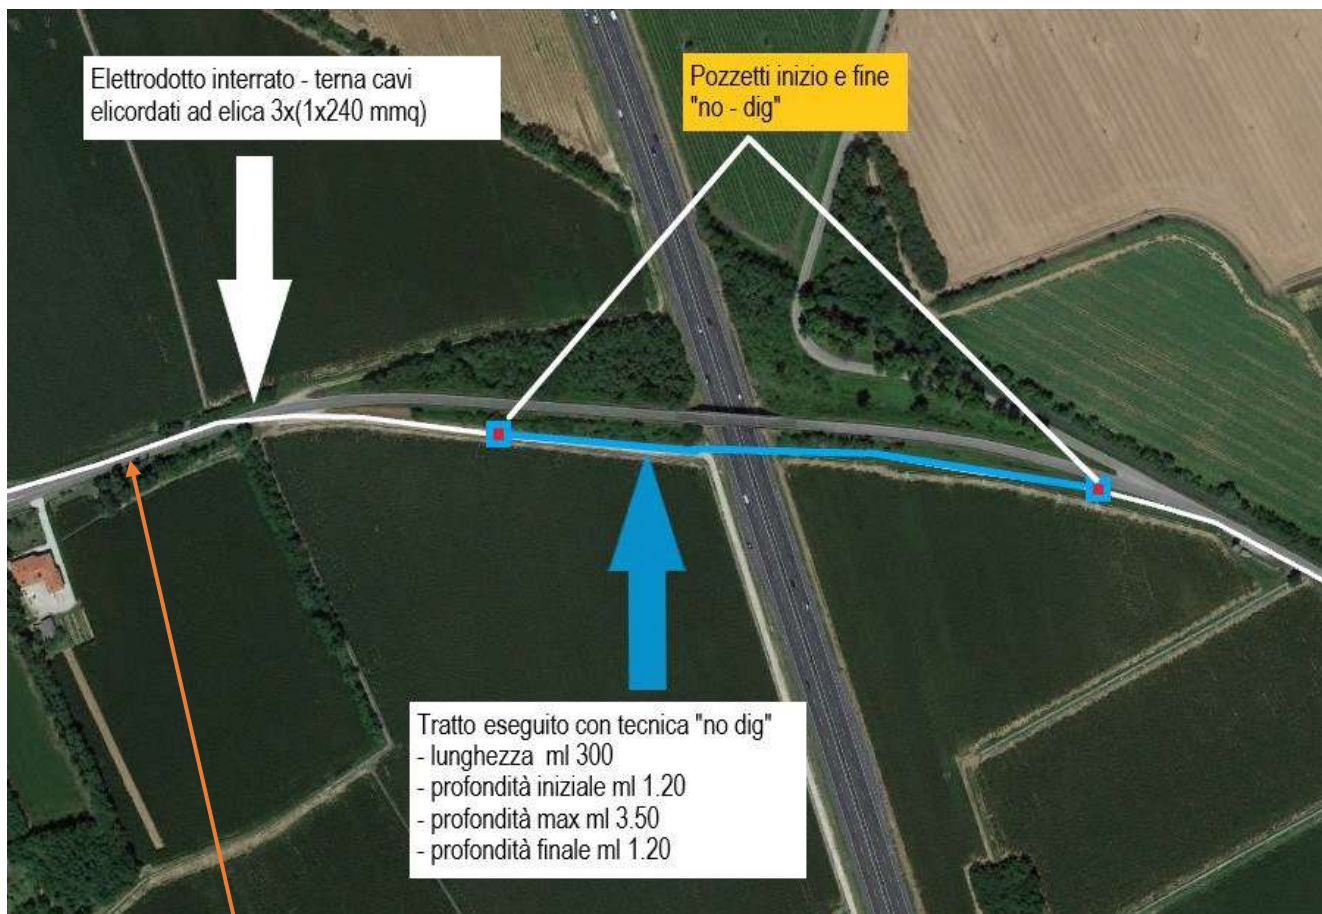 Elettrodotto interrato - terna cavi
elicordati ad elica 3x(1x240 mmq)
Pozzetti inizio e fine
"no - dig"
Tratto eseguito con tecnica "no dig"
- lunghezza  ml 300
- profondità iniziale ml 1.20
- profondità max ml 3.50
- profondità finale ml 1.20